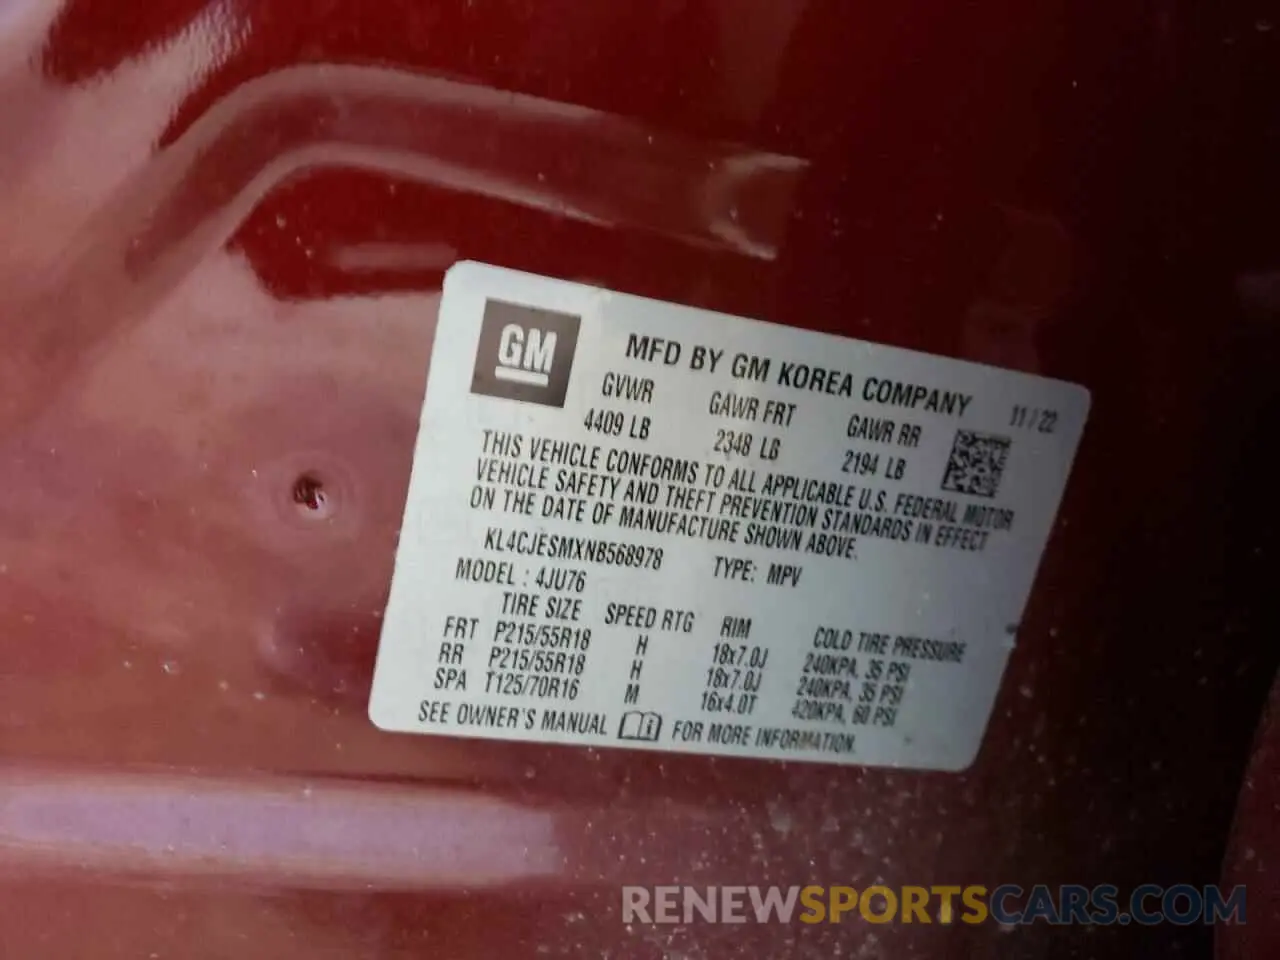 GM
MFD BY GM KOREA COMPANY 11/22
GVWR GAWR FRT GAWR RR
4409 LB 2348 LB 2194 LB
THIS VEHICLE CONFORMS TO ALL APPLICABLE U.S. FEDERAL MOTOR
VEHICLE SAFETY AND THEFT PREVENTION STANDARDS IN EFFECT
ON THE DATE OF MANUFACTURE SHOWN ABOVE.
KL4CJESMXNB568978 TYPE: MPV
MODEL : 4JU76
TIRE SIZE SPEED RTG RIM COLD TIRE PRESSURE
FRT P215/55R18 H 18x7.0J 240KPA, 35 PSI
RR P215/55R18 H 18x7.0J 240KPA, 35 PSI
SPA T125/70R16 M 16x4.0T 420KPA, 60 PSI
SEE OWNER'S MANUAL FOR MORE INFORMATION.
RENEWSPORTSCARS.COM